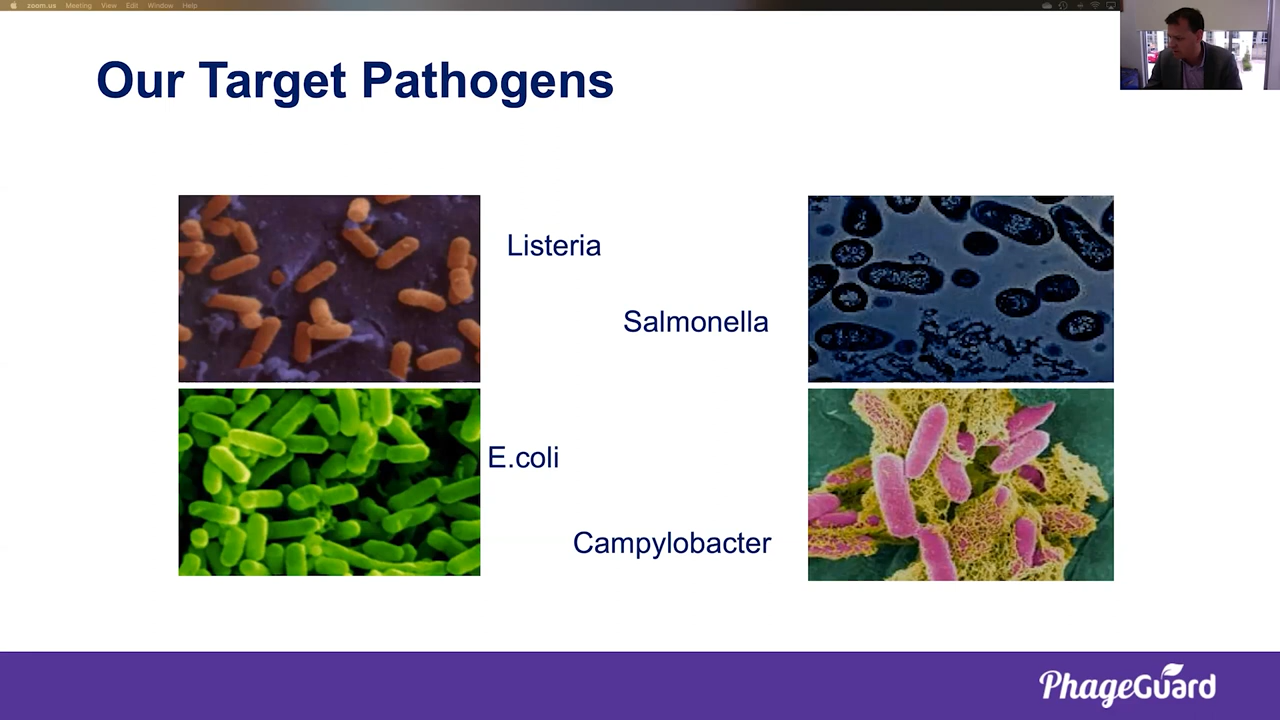 zoom.us Meeting View Edit Window Help
Our Target Pathogens
Listeria
Salmonella
E.coli
Campylobacter
PhageGuard